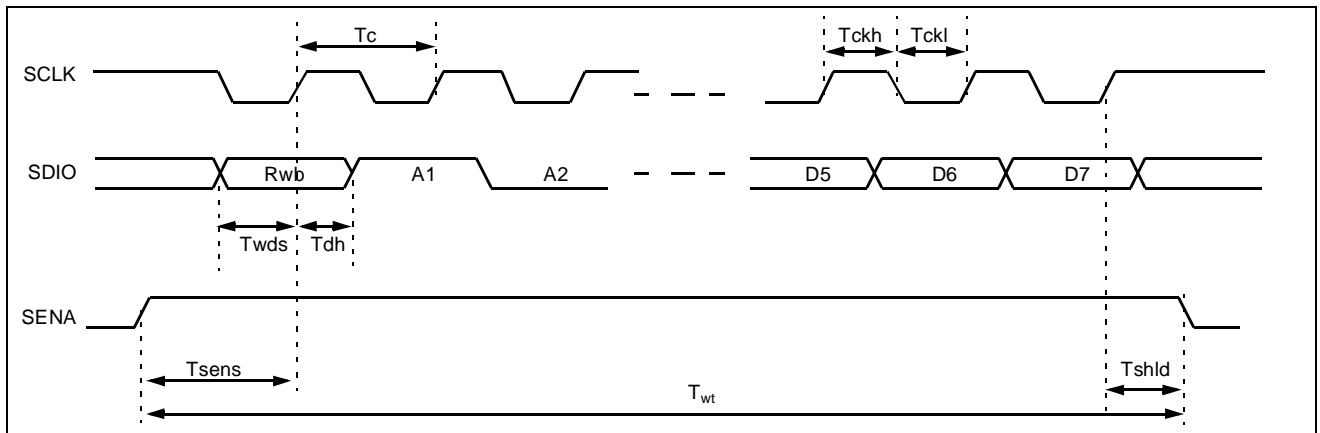 Tc
Tckh Tckl
SCLK
SDIO Rwb A1 A2 D5 D6 D7
Twds Tdh
SENA
Tsens Tshld
Twt